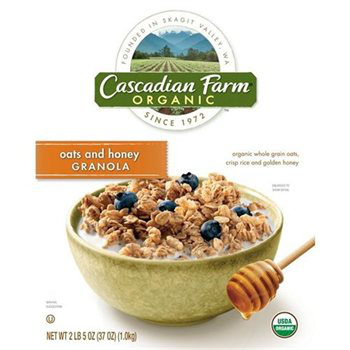 FOUNDED IN SKAGIT VALLEY, WA
Cascadian Farm
ORGANIC
SINCE 1972
oats and honey
GRANOLA
organic whole grain oats,
crisp rice and golden honey
USDA
ORGANIC
NET WT 2 LB 5 OZ (37 OZ) (1.0kg)